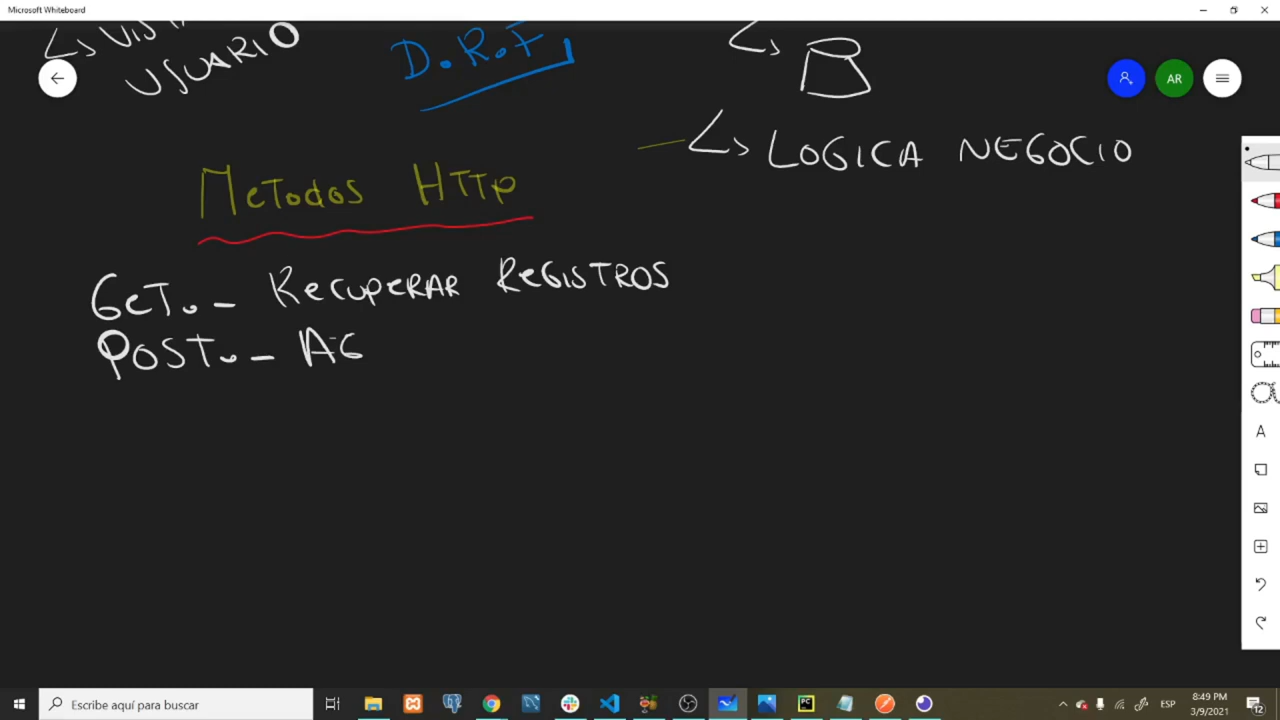 Microsoft Whiteboard
USUARIO
D.R.F
AR
LOGICA NEGOCIO
Metodos HTTP
GET.- RECUPERAR REGISTROS
POST.- AG
A
Escribe aquí para buscar
ESP
8:49 PM
3/9/2021
12